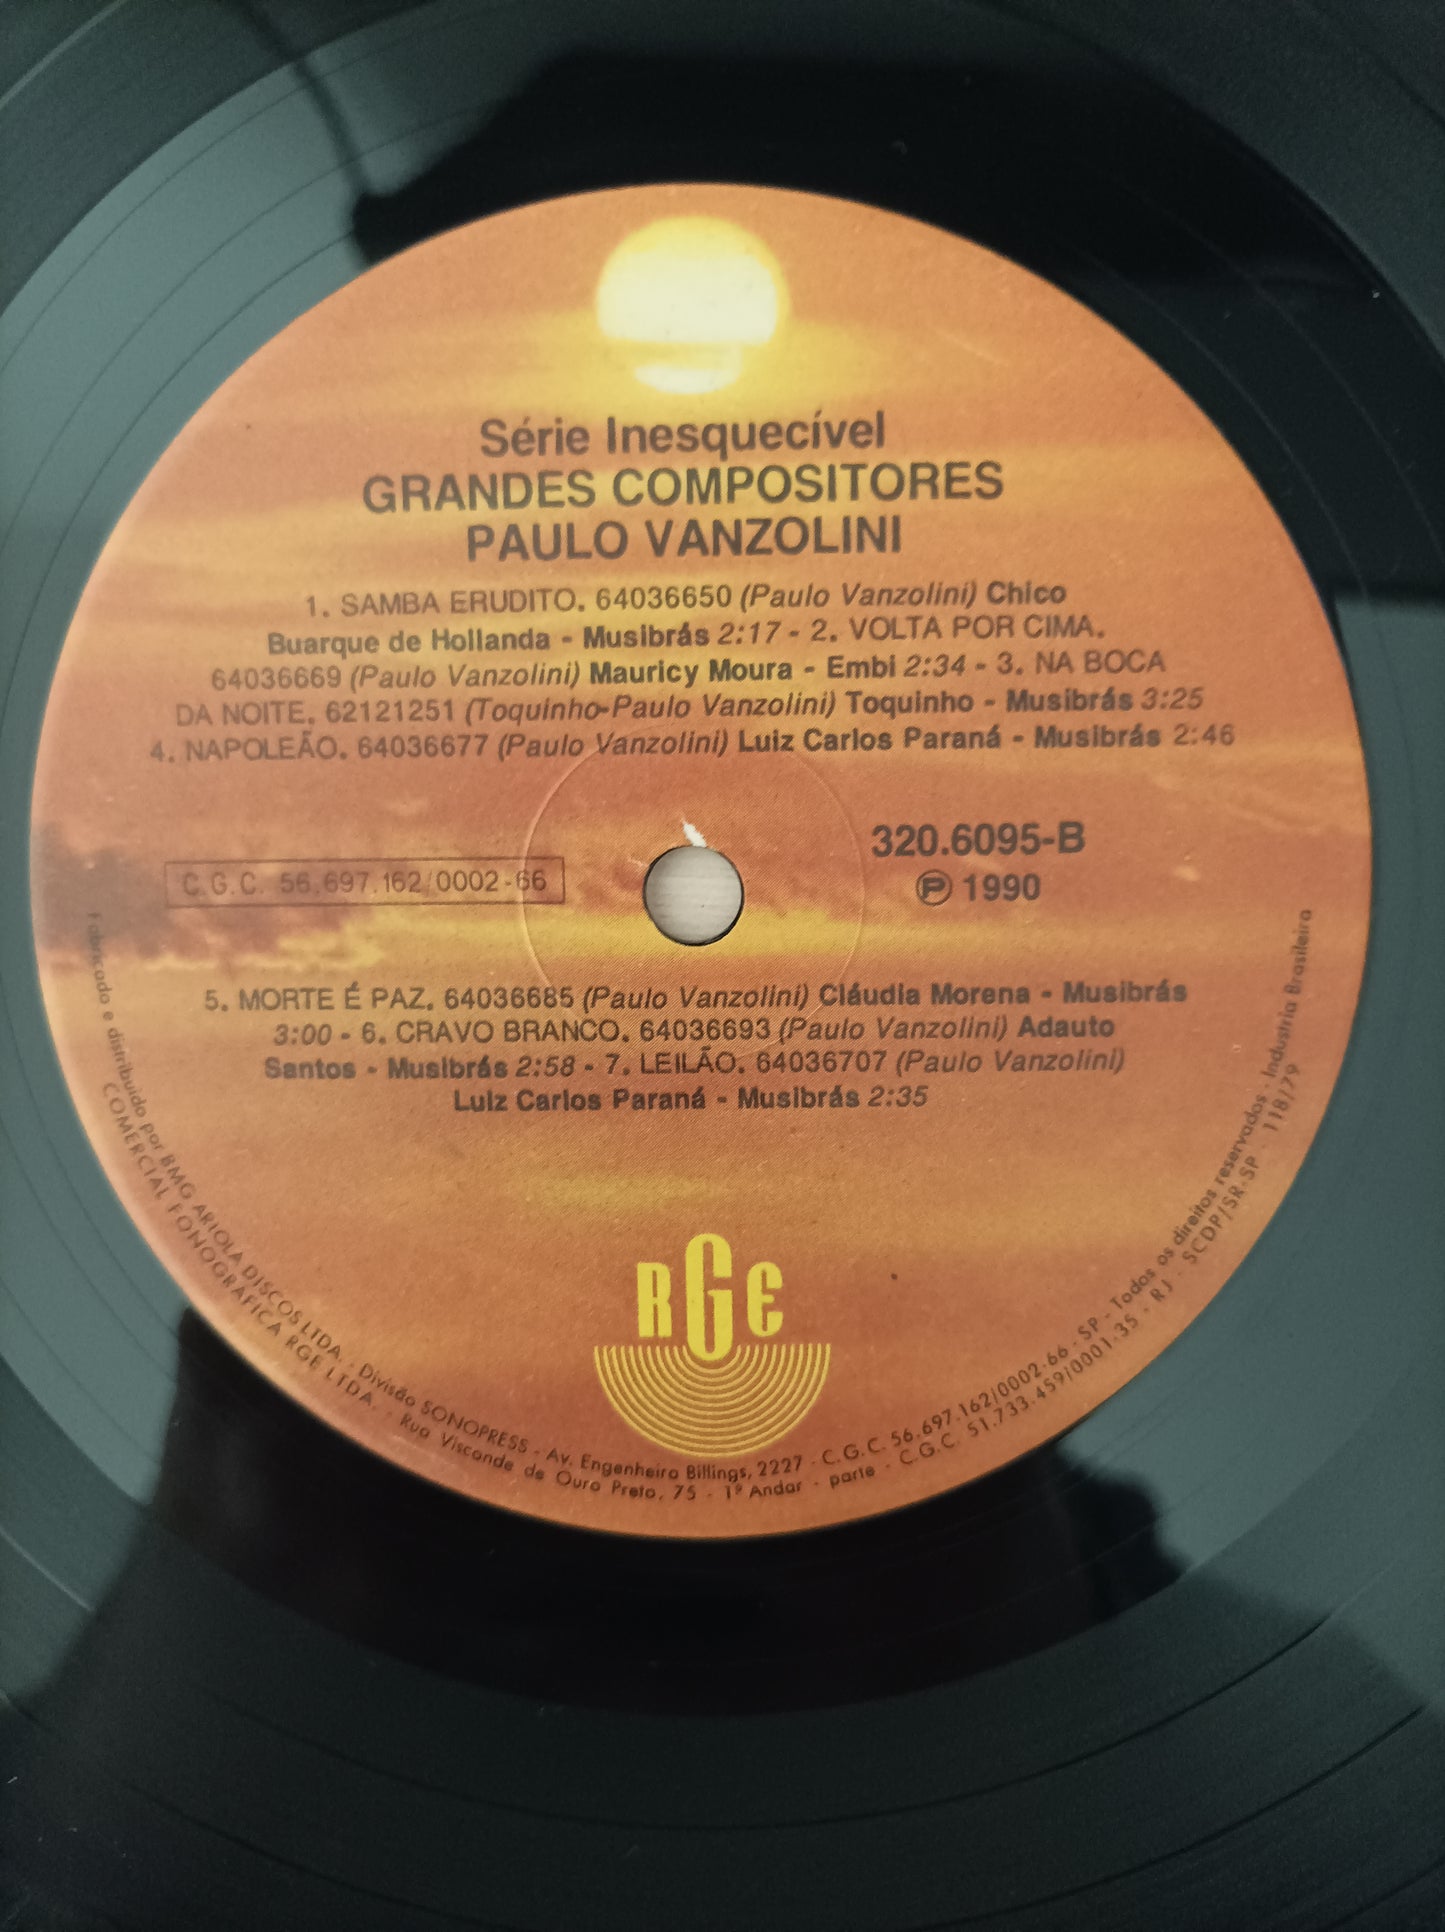 Série Inesquecível
GRANDES COMPOSITORES
PAULO VANZOLINI
1. SAMBA ERUDITO. 64036650 (Paulo Vanzolini) Chico
Buarque de Hollanda - Musibrás 2:17 - 2. VOLTA POR CIMA.
64036669 (Paulo Vanzolini) Mauricy Moura - Embi 2:34 - 3. NA BOCA
DA NOITE. 62121251 (Toquinho-Paulo Vanzolini) Toquinho - Musibrás 3:25
4. NAPOLEÃO. 64036677 (Paulo Vanzolini) Luiz Carlos Paraná - Musibrás 2:46
320.6095-B
C.G.C. 56.697.162/0002-66
℗ 1990
5. MORTE É PAZ. 64036685 (Paulo Vanzolini) Cláudia Morena - Musibrás
3:00 - 6. CRAVO BRANCO. 64036693 (Paulo Vanzolini) Adauto
Santos - Musibrás 2:58 - 7. LEILÃO. 64036707 (Paulo Vanzolini)
Luiz Carlos Paraná - Musibrás 2:35
RGE
Fabricado e distribuido por BMG ARIOLA DISCOS LTDA. - Divisão SONOPRESS - Av. Engenheiro Billings, 2227 - C.G.C. 56.697.162/0002-66 - SP - Todos os direitos reservados - Industria Brasileira
COMERCIAL FONOGRÁFICA RGE LTDA. - Rua Visconde de Ouro Preto, 75 - 1º Andar - parte - C.G.C. 51.733.459/0001-35 - RJ - SCDP/SR-SP - 118/79